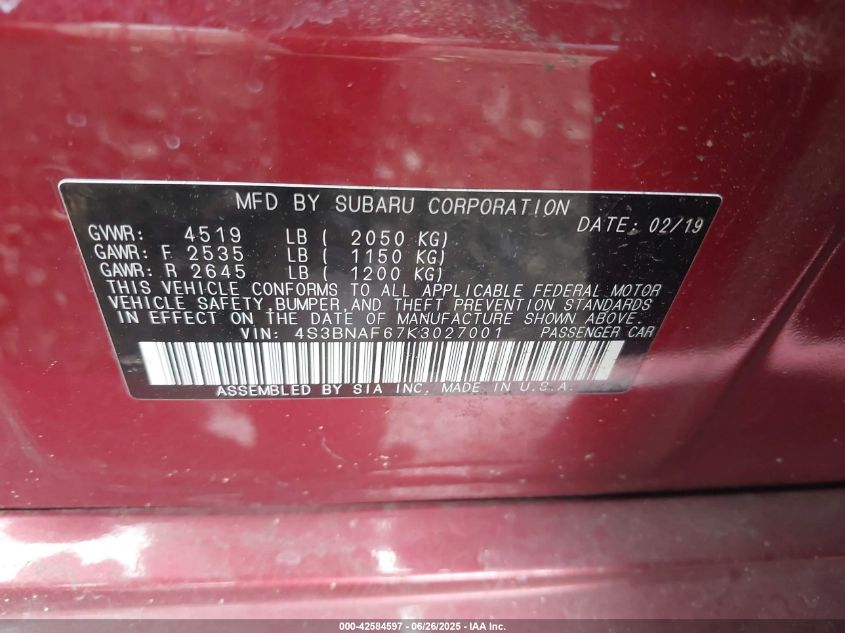 MFD BY SUBARU CORPORATION
DATE: 02/19
GVWR: 4519 LB ( 2050 KG)
GAWR: F 2535 LB ( 1150 KG)
GAWR: R 2645 LB ( 1200 KG)
THIS VEHICLE CONFORMS TO ALL APPLICABLE FEDERAL MOTOR
VEHICLE SAFETY, BUMPER, AND THEFT PREVENTION STANDARDS
IN EFFECT ON THE DATE OF MANUFACTURE SHOWN ABOVE.
VIN: 4S3BNAF67K3027001 PASSENGER CAR
ASSEMBLED BY SIA INC, MADE IN U.S.A.
000-42584597 - 06/26/2025 - IAA Inc.